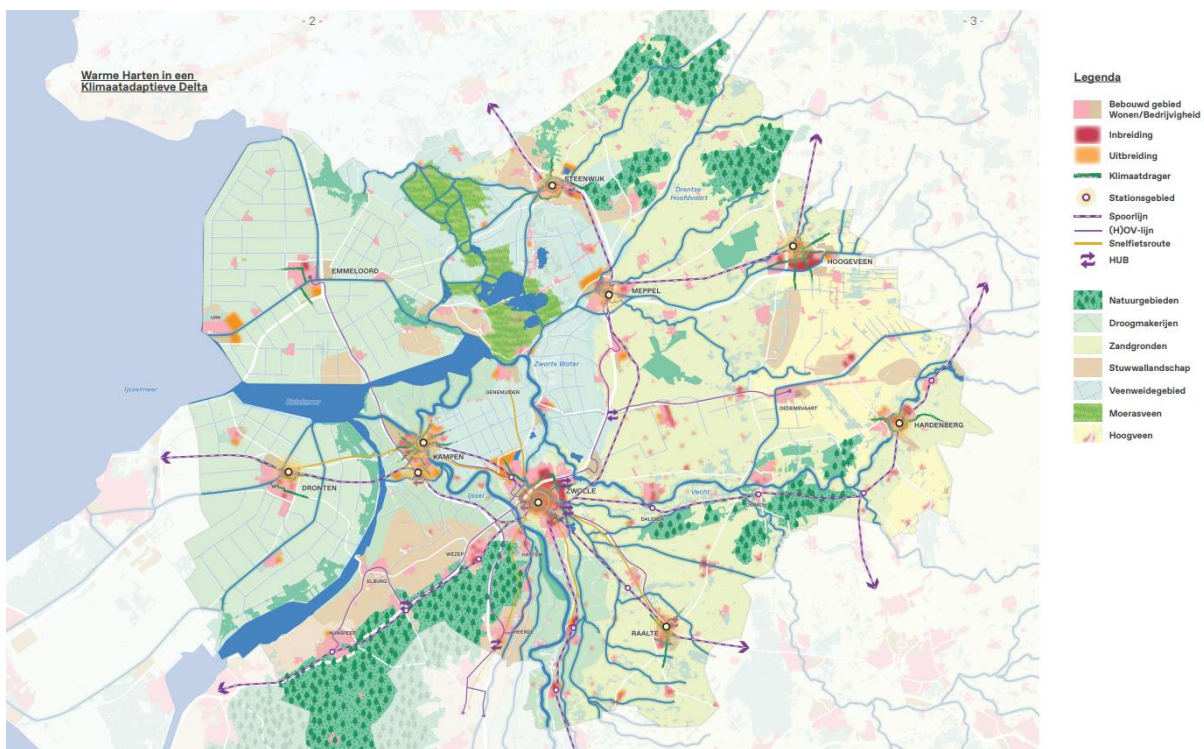 - 2 -
- 3 -
Warme Harten in een
Klimaatadaptieve Delta
STEENWIJK
Drentse
Hoofdvaart
HOOGEVEEN
EMMELOORD
MEPPEL
URK
Zwarte Water
IJsselmeer
GENEMUIDEN
DEDEMSVAART
HARDENBERG
KAMPEN
DRONTEN
IJssel
ZWOLLE
Vecht
OMMEN
DALFSEN
WEZEP
HATTEM
ELBURG
NUNSPEET
HEERDE
RAALTE
Legenda
Bebouwd gebied
Wonen/Bedrijvigheid
Inbreiding
Uitbreiding
Klimaatdrager
Stationsgebied
Spoorlijn
(H)OV-lijn
Snelfietsroute
HUB
Natuurgebieden
Droogmakerijen
Zandgronden
Stuwwallandschap
Veenweidegebied
Moerasveen
Hoogveen